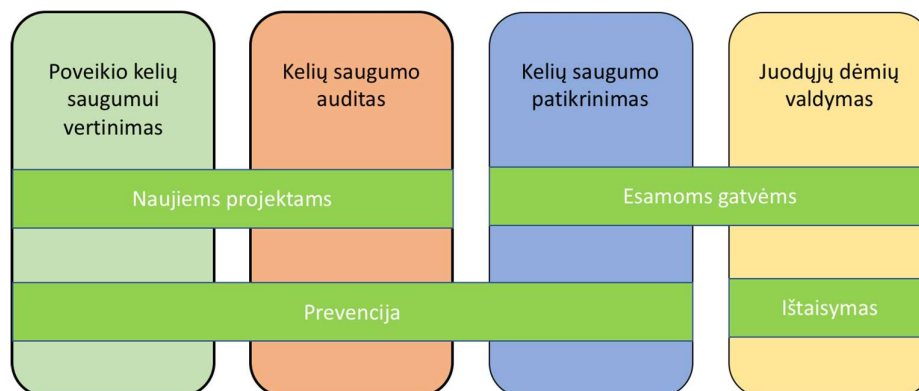 Poveikio kelių
saugumui
vertinimas
Kelių saugumo
auditas
Kelių saugumo
patikrinimas
Juodųjų dėmių
valdymas
Naujiems projektams
Esamoms gatvėms
Prevencija
Ištaisymas